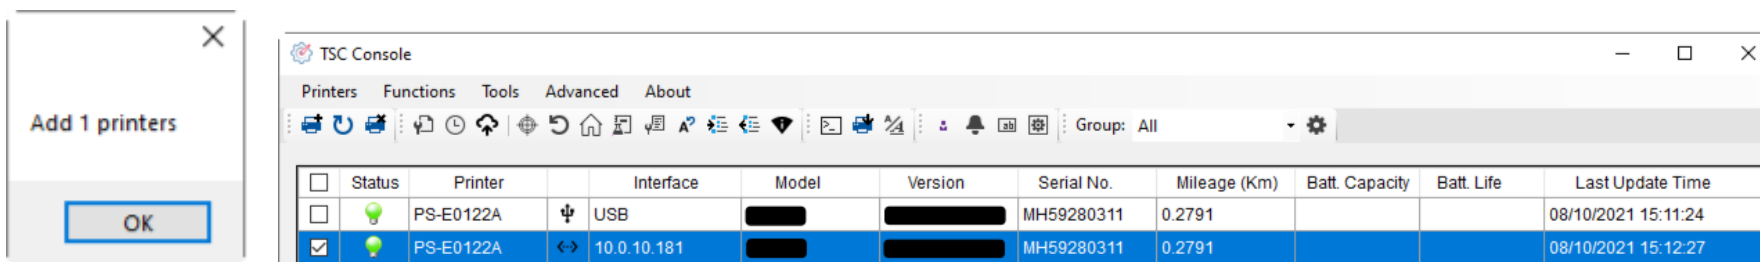 Add 1 printers
OK
TSC Console
Printers Functions Tools Advanced About
Group: All
Status Printer Interface Model Version Serial No. Mileage (Km) Batt. Capacity Batt. Life Last Update Time
PS-E0122A USB MH59280311 0.2791 08/10/2021 15:11:24
PS-E0122A 10.0.10.181 MH59280311 0.2791 08/10/2021 15:12:27